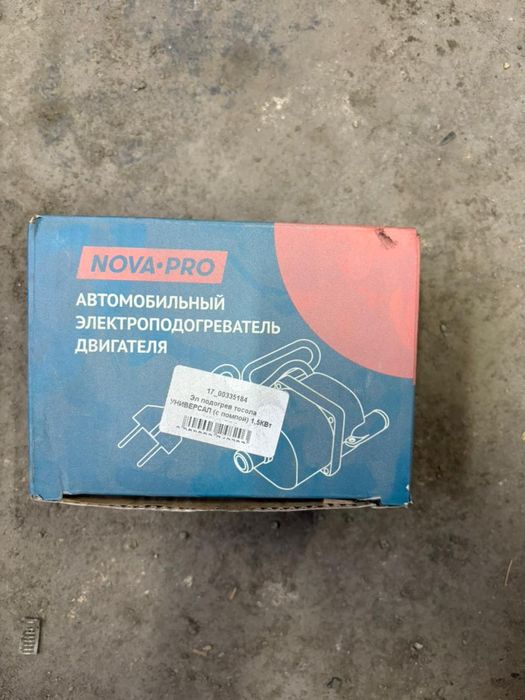 NOVA•PRO
АВТОМОБИЛЬНЫЙ
ЭЛЕКТРОПОДОГРЕВАТЕЛЬ
ДВИГАТЕЛЯ
17_00335184
Эл подогрев тосола
УНИВЕРСАЛ (с помпой) 1,5КВт